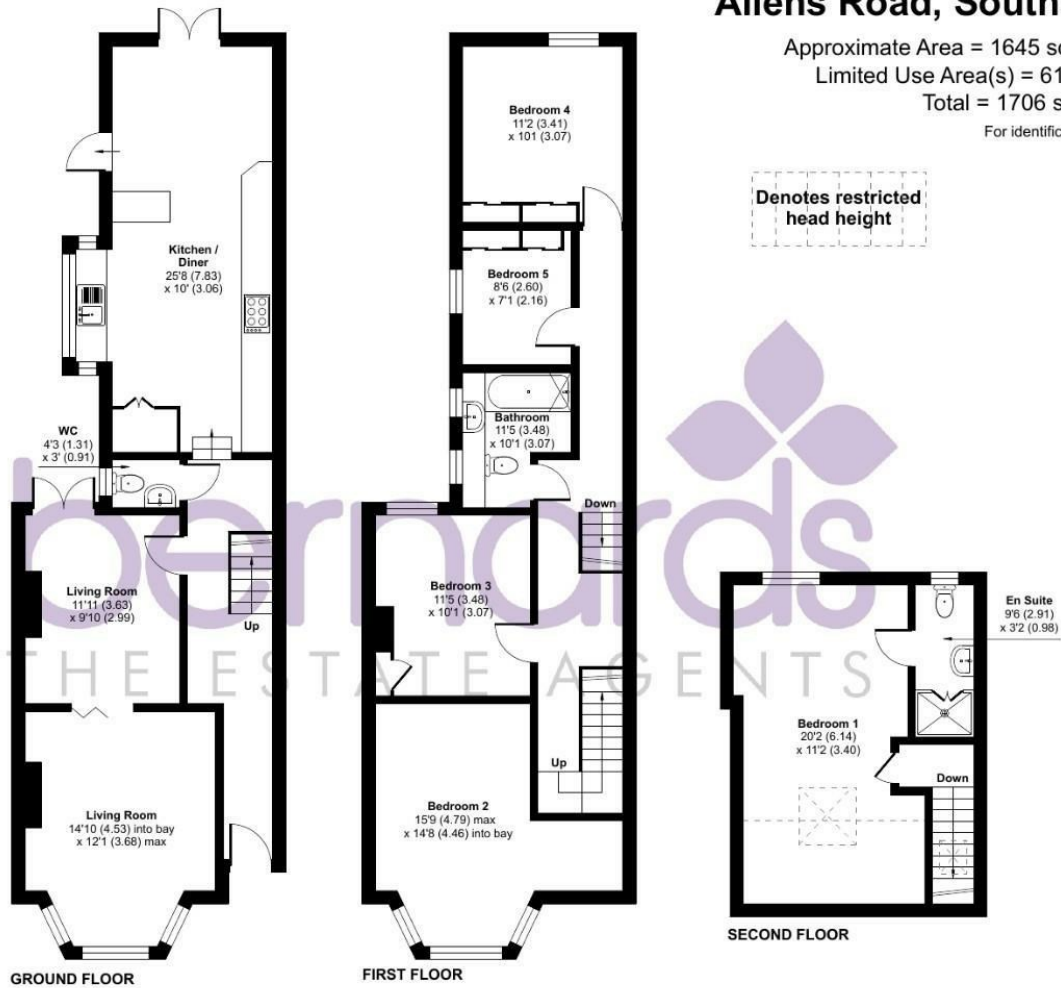 Allens Road, South
Approximate Area = 1645 s
Limited Use Area(s) = 61
Total = 1706 s
For identific
Denotes restricted
head height
Kitchen /
Diner
25'8 (7.83)
x 10' (3.06)
WC
4'3 (1.31)
x 3' (0.91)
Living Room
11'11 (3.63)
x 9'10 (2.99)
Up
Living Room
14'10 (4.53) into bay
x 12'1 (3.68) max
GROUND FLOOR
Bedroom 4
11'2 (3.41)
x 101 (3.07)
Bedroom 5
8'6 (2.60)
x 7'1 (2.16)
Bathroom
11'5 (3.48)
x 10'1 (3.07)
Down
Bedroom 3
11'5 (3.48)
x 10'1 (3.07)
Up
Bedroom 2
15'9 (4.79) max
x 14'8 (4.46) into bay
FIRST FLOOR
En Suite
9'6 (2.91)
x 3'2 (0.98)
Bedroom 1
20'2 (6.14)
x 11'2 (3.40)
Down
SECOND FLOOR
bernards
THE ESTATE AGENTS